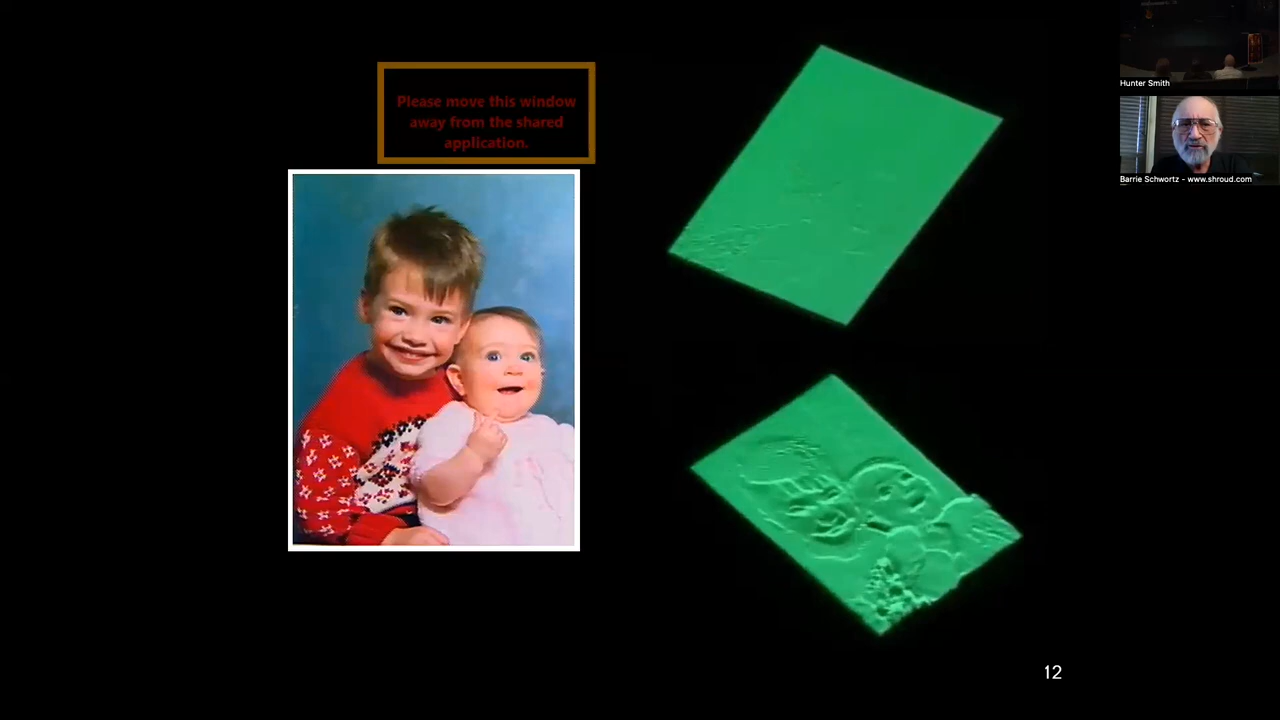 Please move this window
away from the shared
application.
Hunter Smith
Barrie Schwortz - www.shroud.com
12